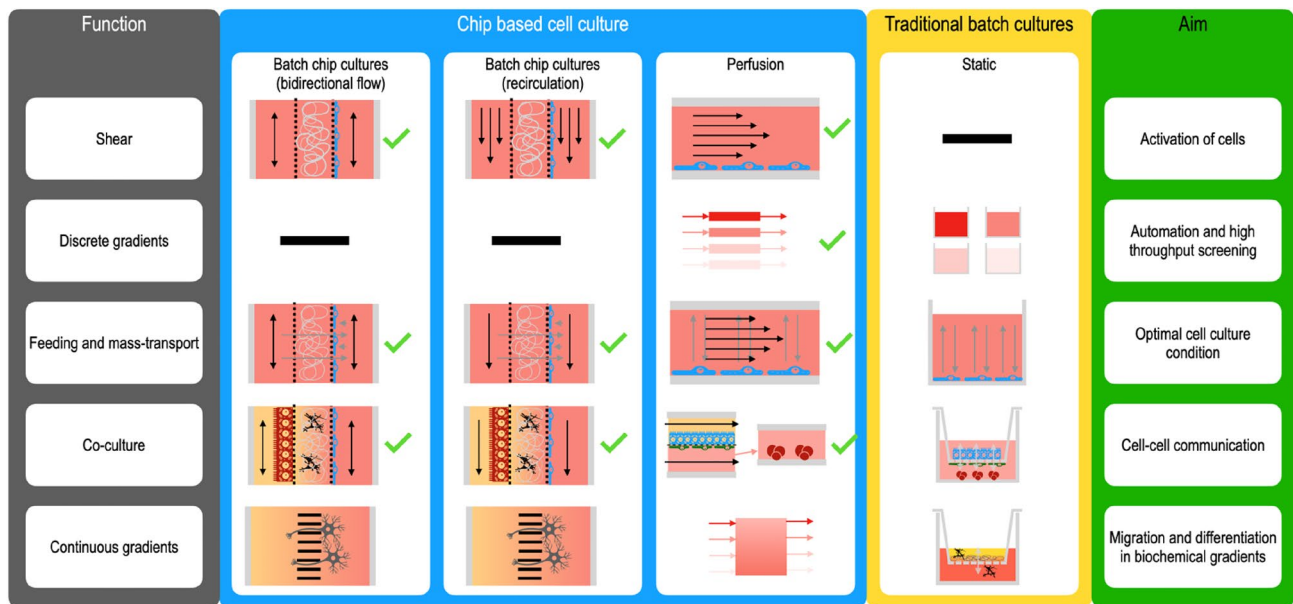 Function
Chip based cell culture
Traditional batch cultures
Aim
Batch chip cultures
(bidirectional flow)
Batch chip cultures
(recirculation)
Perfusion
Static
Shear
Activation of cells
Discrete gradients
Automation and high
throughput screening
Feeding and mass-transport
Optimal cell culture
condition
Co-culture
Cell-cell communication
Continuous gradients
Migration and differentiation
in biochemical gradients